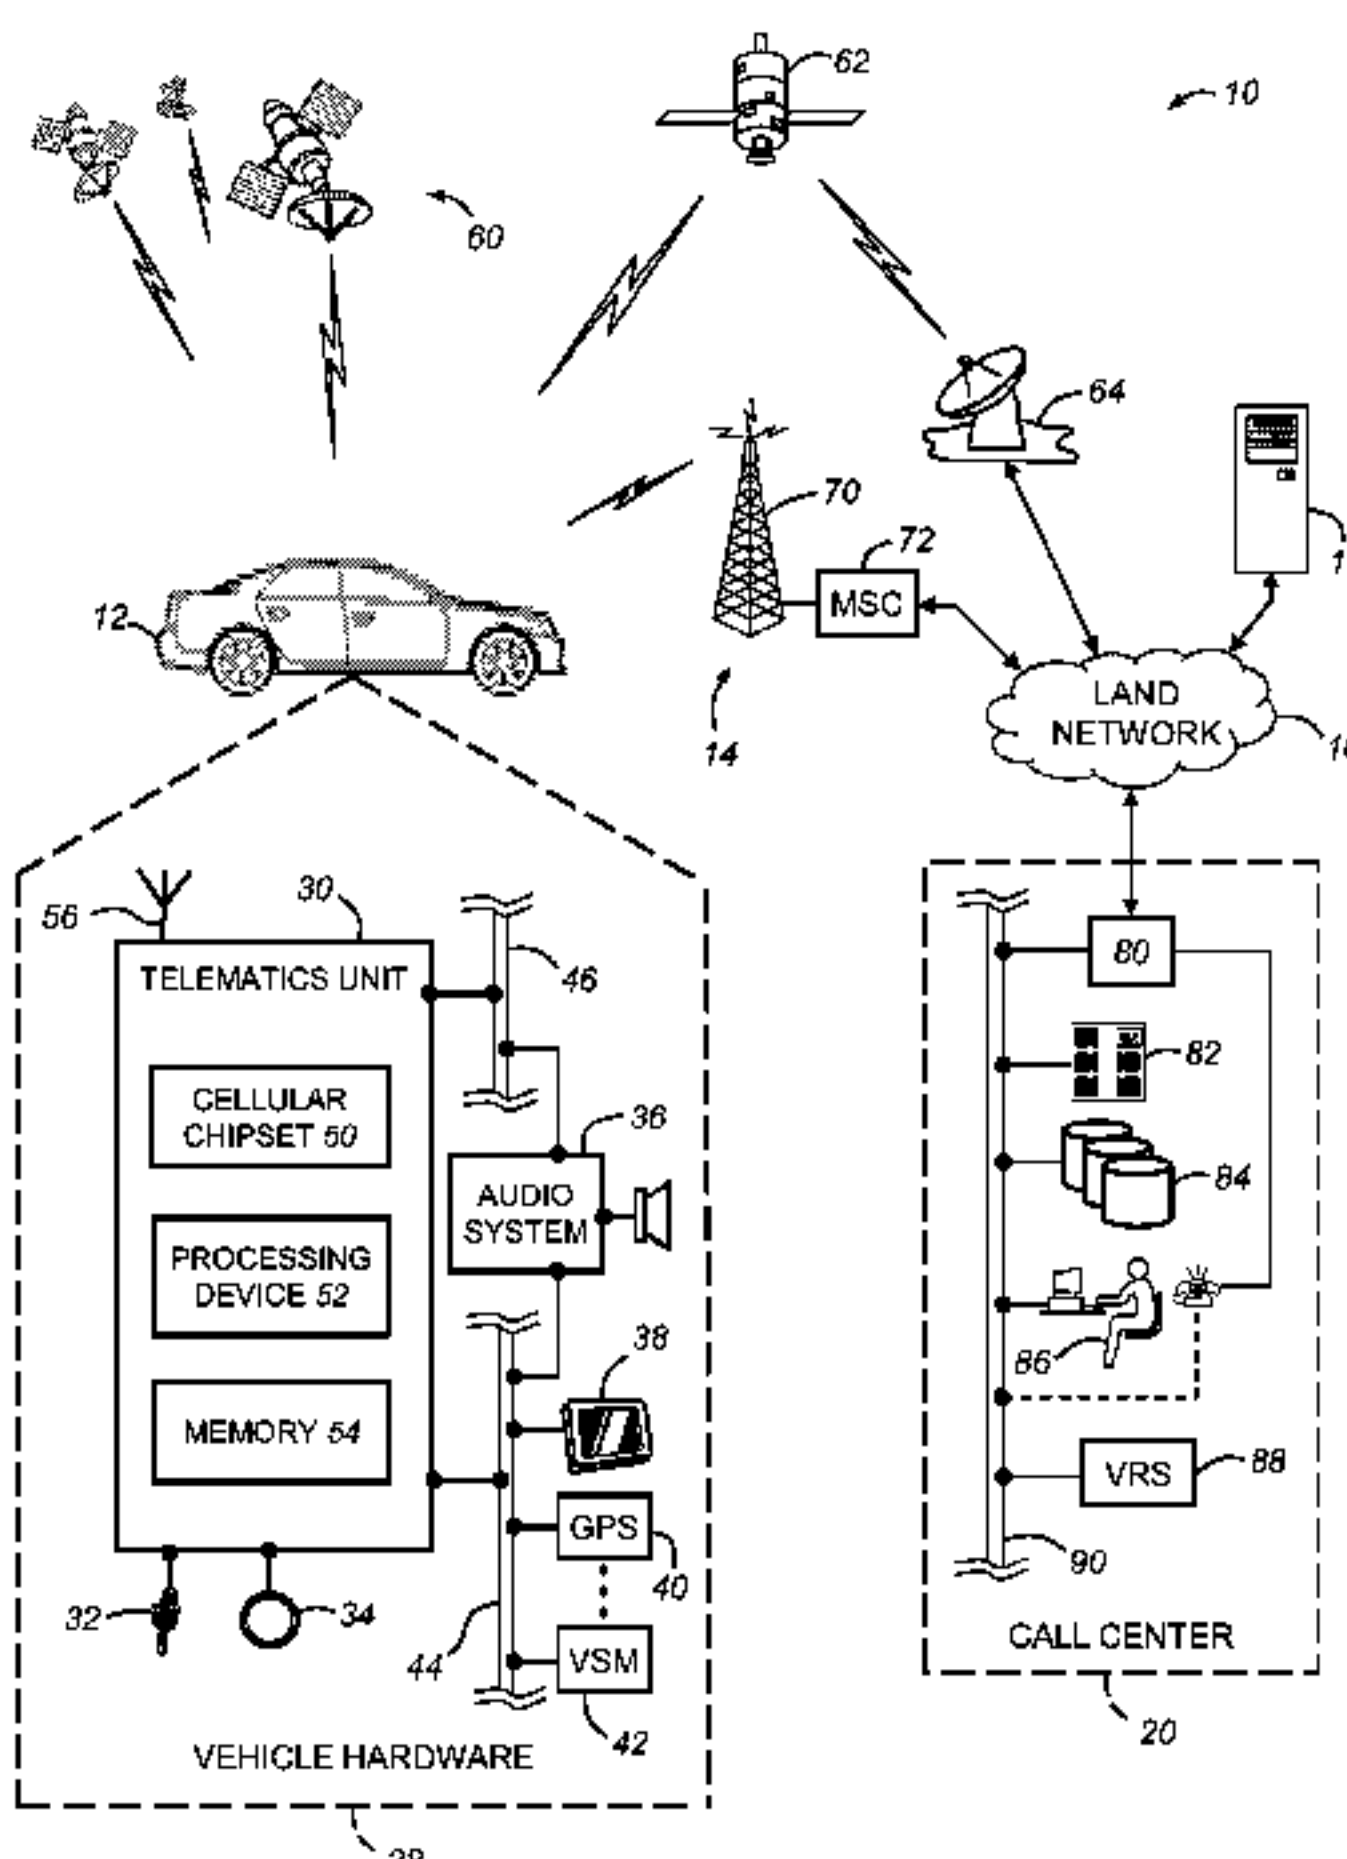 62
10
60
64
70
72
MSC
12
14
LAND
NETWORK
30
56
46
TELEMATICS UNIT
80
82
CELLULAR
CHIPSET 50
36
AUDIO
SYSTEM
84
PROCESSING
DEVICE 52
38
86
MEMORY 54
VRS
88
GPS
40
90
32
34
44
VSM
42
CALL CENTER
20
VEHICLE HARDWARE